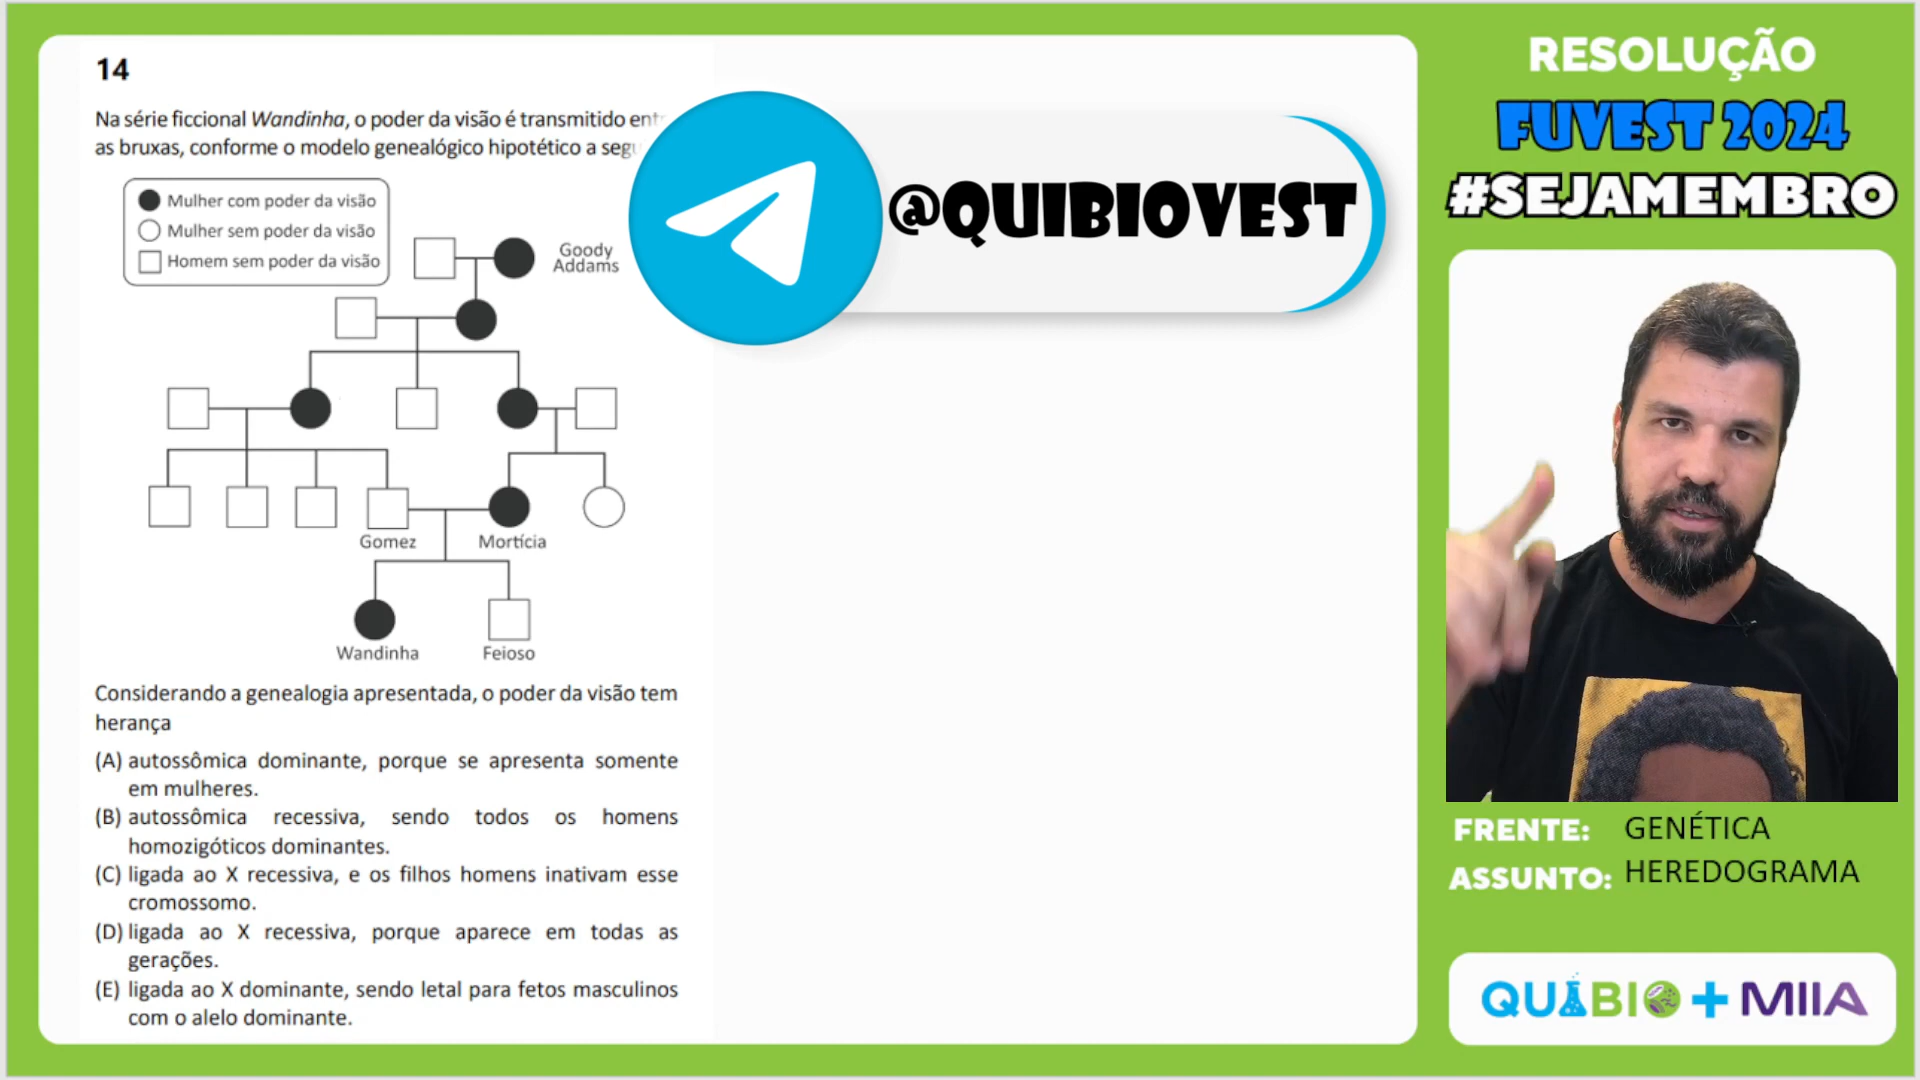 14
Na série ficcional Wandinha, o poder da visão é transmitido
as bruxas, conforme o modelo genealógico hipotético a
Mulher com poder da visão
Mulher sem poder da visão
Homem sem poder da visão
Goody
Addams
Gomez
Mortícia
Wandinha
Feioso
Considerando a genealogia apresentada, o poder da visão tem
herança
(A) autossômica dominante, porque se apresenta somente
em mulheres.
(B) autossômica recessiva, sendo todos os homens
homozigóticos dominantes.
(C) ligada ao X recessiva, e os filhos homens inativam esse
cromossomo.
(D) ligada ao X recessiva, porque aparece em todas as
gerações.
(E) ligada ao X dominante, sendo letal para fetos masculinos
com o alelo dominante.
@QUIBIOVEST
RESOLUÇÃO
FUVEST 2024
#SEJAMEMBRO
FRENTE: GENÉTICA
ASSUNTO: HEREDOGRAMA
QUIBIO + MIIA